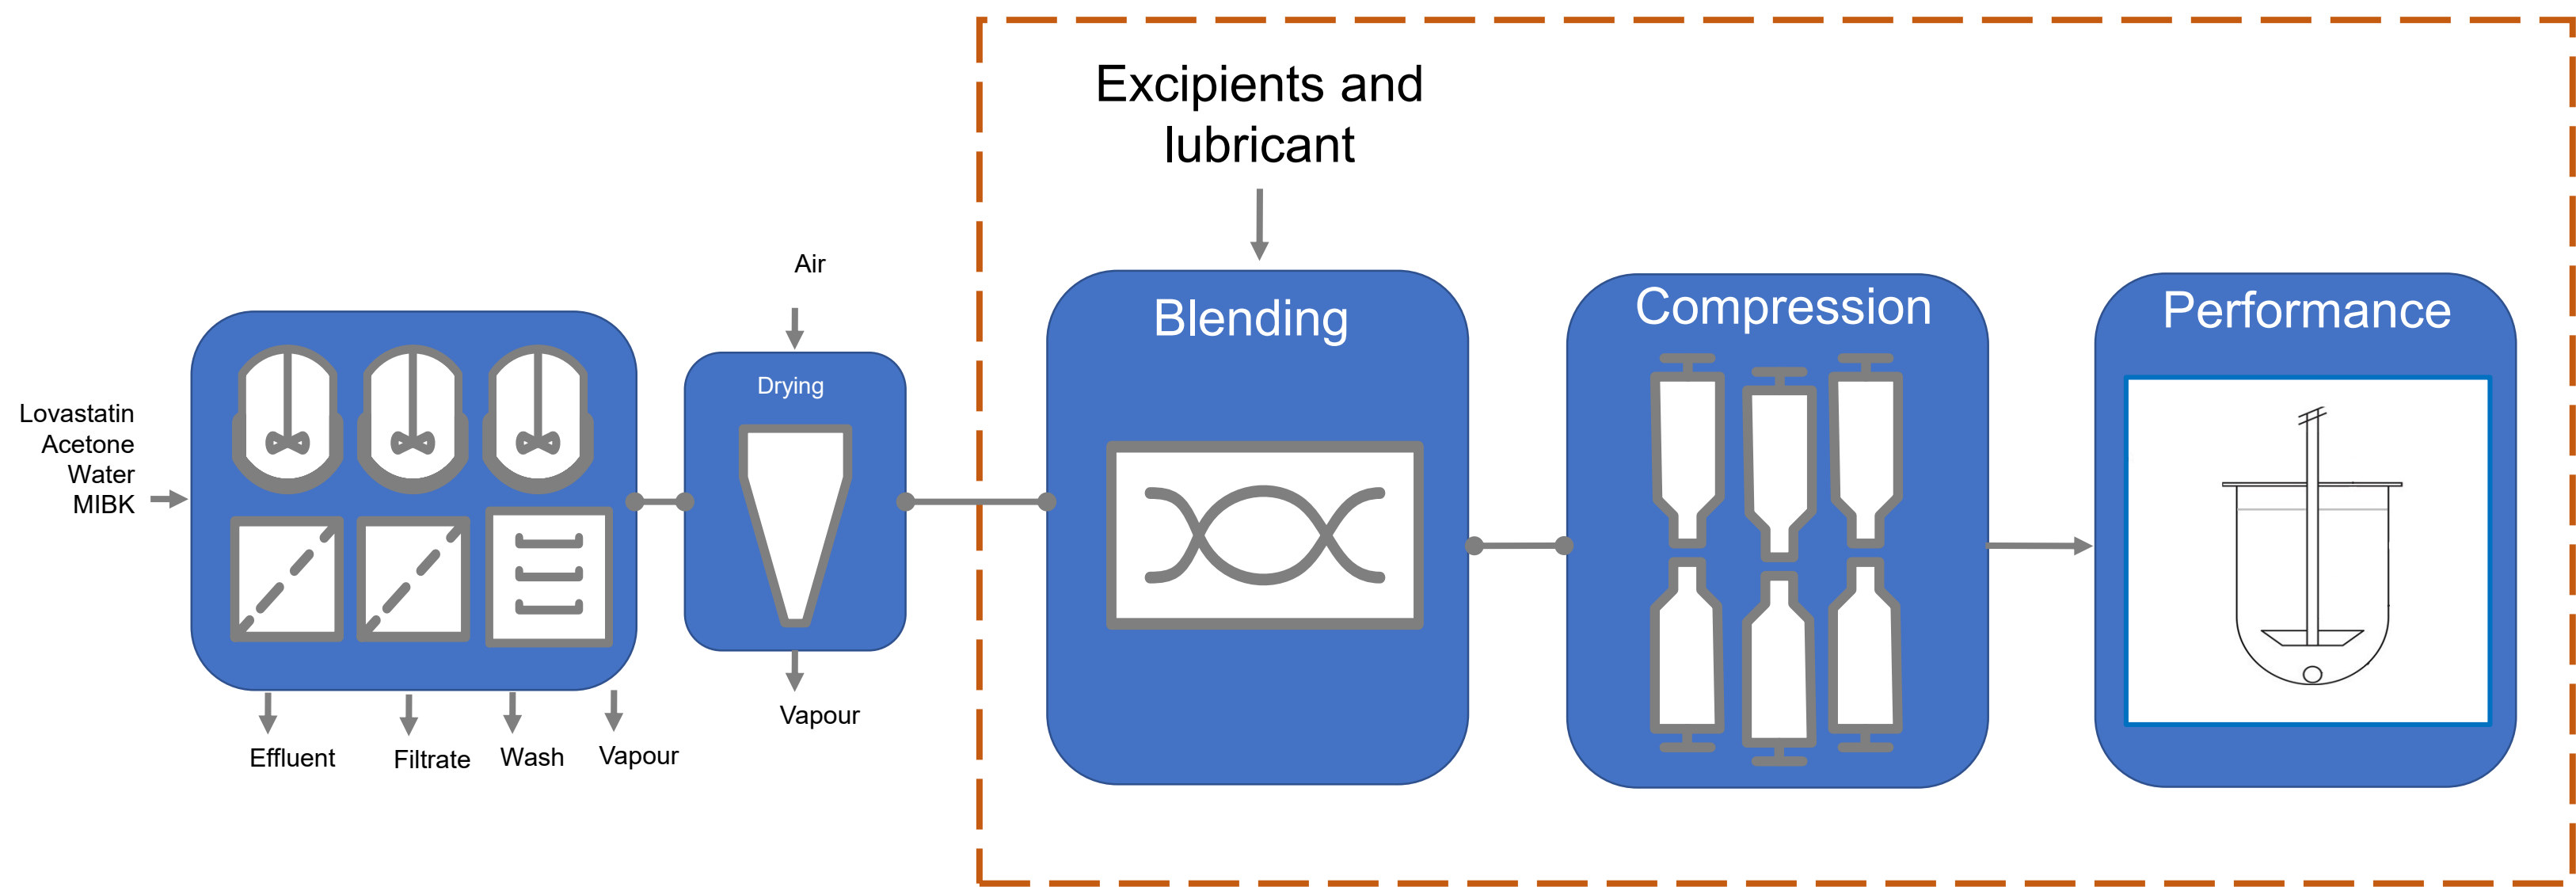 Lovastatin
Acetone
Water
MIBK
Effluent
Filtrate
Wash
Vapour
Air
Drying
Vapour
Excipients and
lubricant
Blending
Compression
Performance